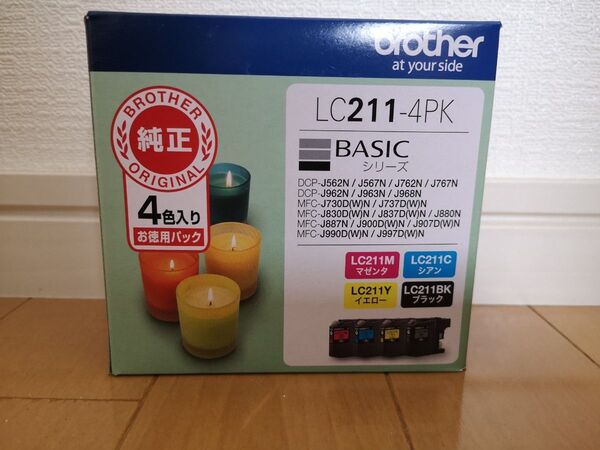 brother
at your side
BROTHER
純正
ORIGINAL
4色入り
お徳用パック
LC211-4PK
BASIC
シリーズ
DCP-J562N / J567N / J762N / J767N
DCP-J962N / J963N / J968N
MFC-J730D(W)N / J737D(W)N
MFC-J830D(W)N / J837D(W)N / J880N
MFC-J887N / J900D(W)N / J907D(W)N
MFC-J990D(W)N / J997D(W)N
LC211M
マゼンタ
LC211C
シアン
LC211Y
イエロー
LC211BK
ブラック